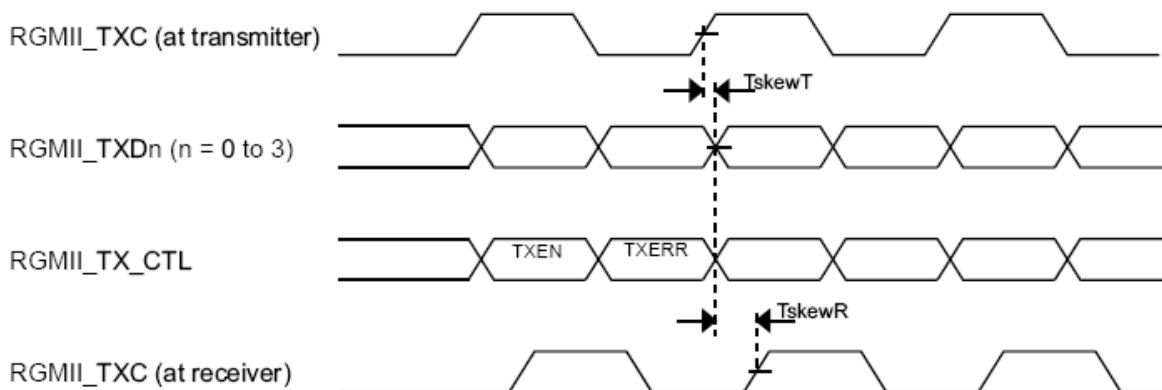 RGMII_TXC (at transmitter)
TskewT
RGMII_TXDn (n = 0 to 3)
RGMII_TX_CTL
TXEN
TXERR
TskewR
RGMII_TXC (at receiver)